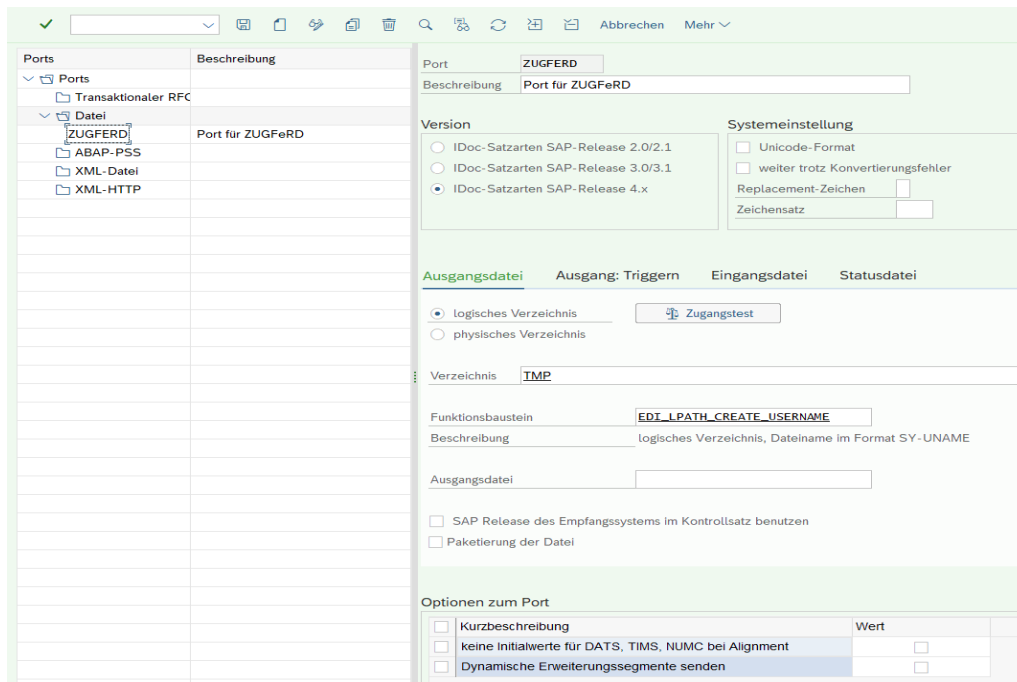 Abbrechen Mehr
Ports Beschreibung
Ports
Transaktionaler RFC
Datei
ZUGFERD Port für ZUGFeRD
ABAP-PSS
XML-Datei
XML-HTTP
Port ZUGFERD
Beschreibung Port für ZUGFeRD
Version
IDoc-Satzarten SAP-Release 2.0/2.1
IDoc-Satzarten SAP-Release 3.0/3.1
IDoc-Satzarten SAP-Release 4.x
Systemeinstellung
Unicode-Format
weiter trotz Konvertierungsfehler
Replacement-Zeichen
Zeichensatz
Ausgangsdatei Ausgang: Triggern Eingangsdatei Statusdatei
logisches Verzeichnis Zugangstest
physisches Verzeichnis
Verzeichnis TMP
Funktionsbaustein EDI_LPATH_CREATE_USERNAME
Beschreibung logisches Verzeichnis, Dateiname im Format SY-UNAME
Ausgangsdatei
SAP Release des Empfangssystems im Kontrollsatz benutzen
Paketierung der Datei
Optionen zum Port
Kurzbeschreibung Wert
keine Initialwerte für DATS, TIMS, NUMC bei Alignment
Dynamische Erweiterungssegmente senden